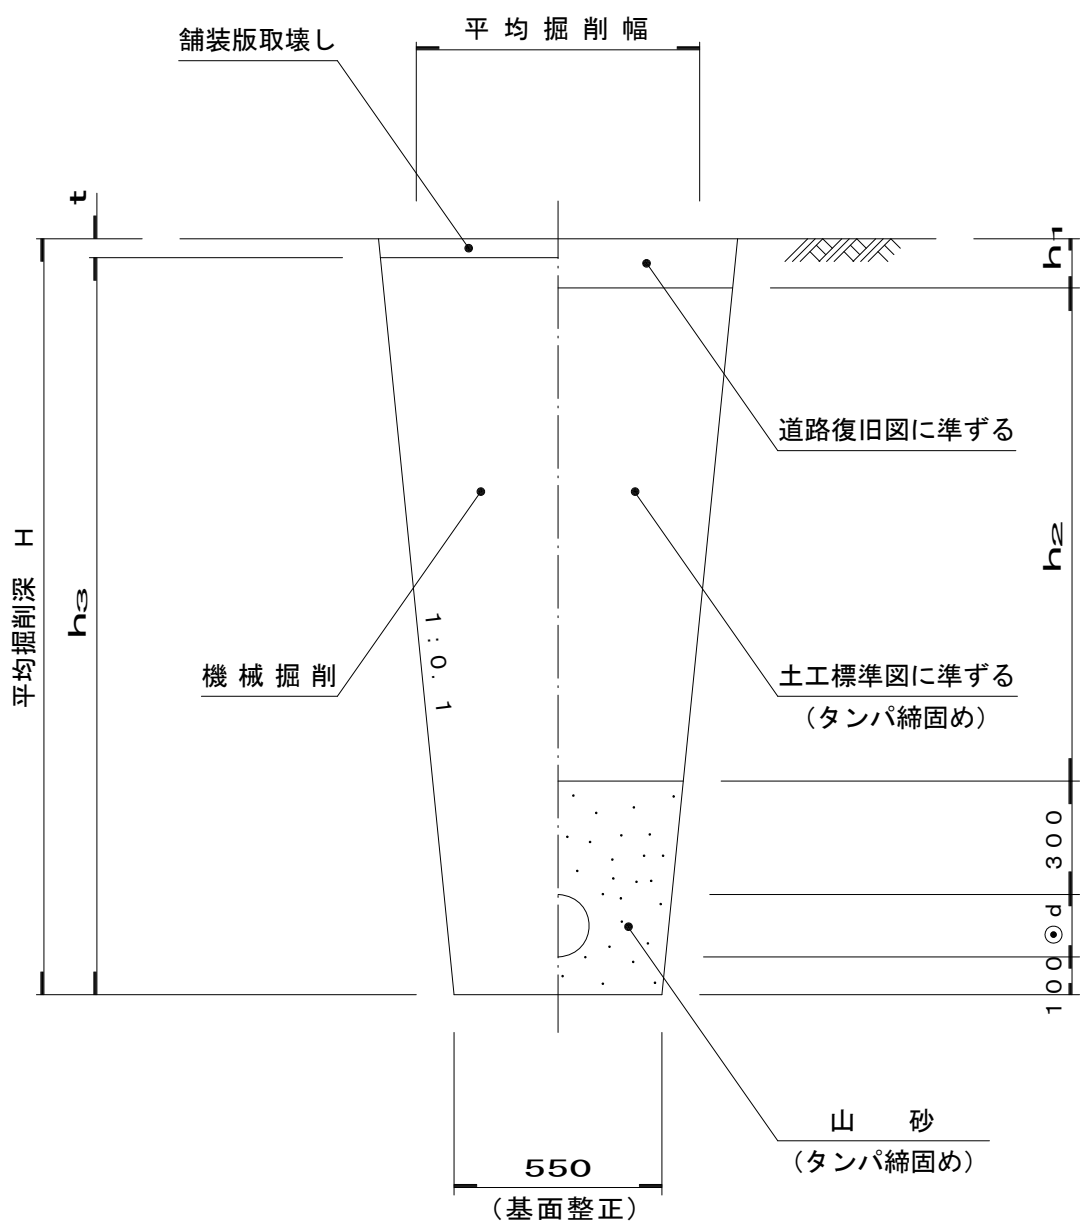 平均掘削幅
舗装版取壊し
t
h1
道路復旧図に準ずる
平均掘削深 H
h3
h2
1:0.1
機械掘削
土工標準図に準ずる
(タンパ締固め)
300
⦿d
100
山 砂
(タンパ締固め)
550
(基面整正)